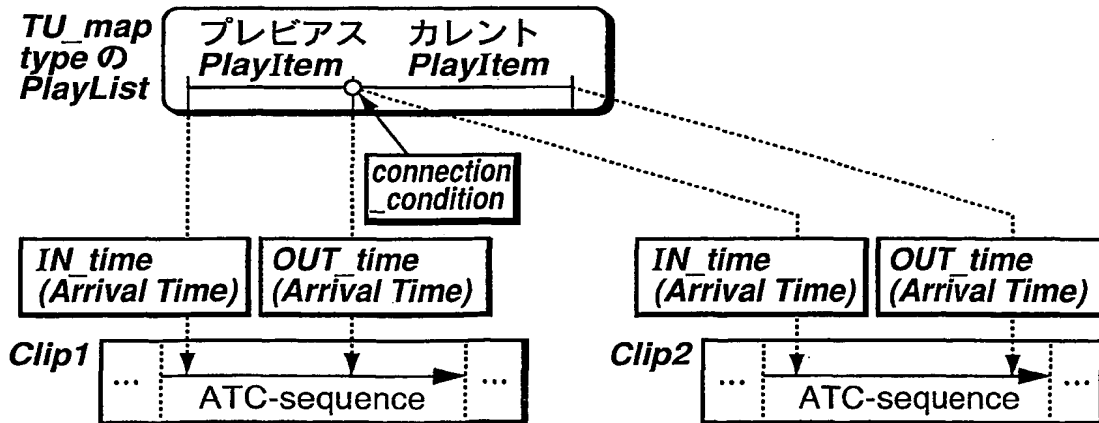 TU_map
type の
PlayList
プレビアス
PlayItem
カレント
PlayItem
connection
_condition
IN_time
(Arrival Time)
OUT_time
(Arrival Time)
IN_time
(Arrival Time)
OUT_time
(Arrival Time)
Clip1
...
ATC-sequence
...
Clip2
...
ATC-sequence
...